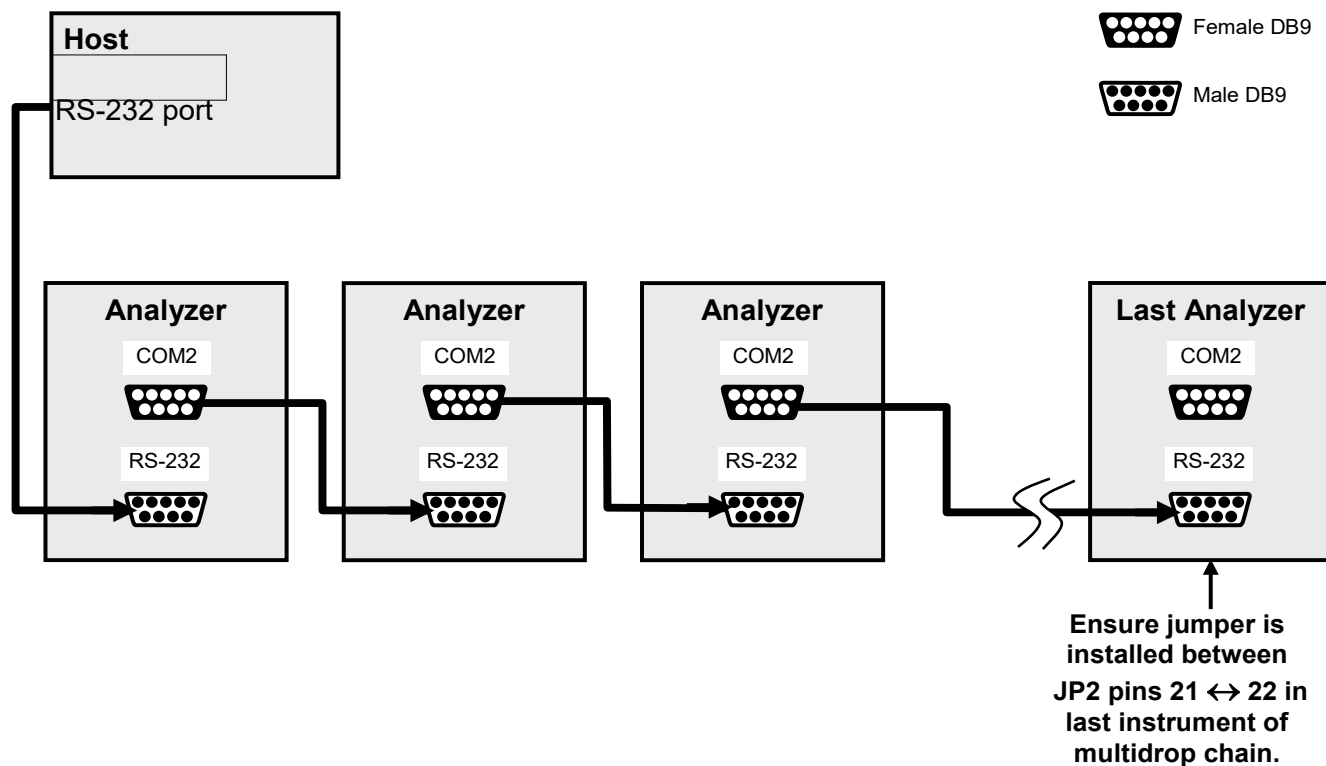 Host
RS-232 port
Female DB9
Male DB9
Analyzer
COM2
RS-232
Analyzer
COM2
RS-232
Analyzer
COM2
RS-232
Last Analyzer
COM2
RS-232
Ensure jumper is
installed between
JP2 pins 21 ↔ 22 in
last instrument of
multidrop chain.